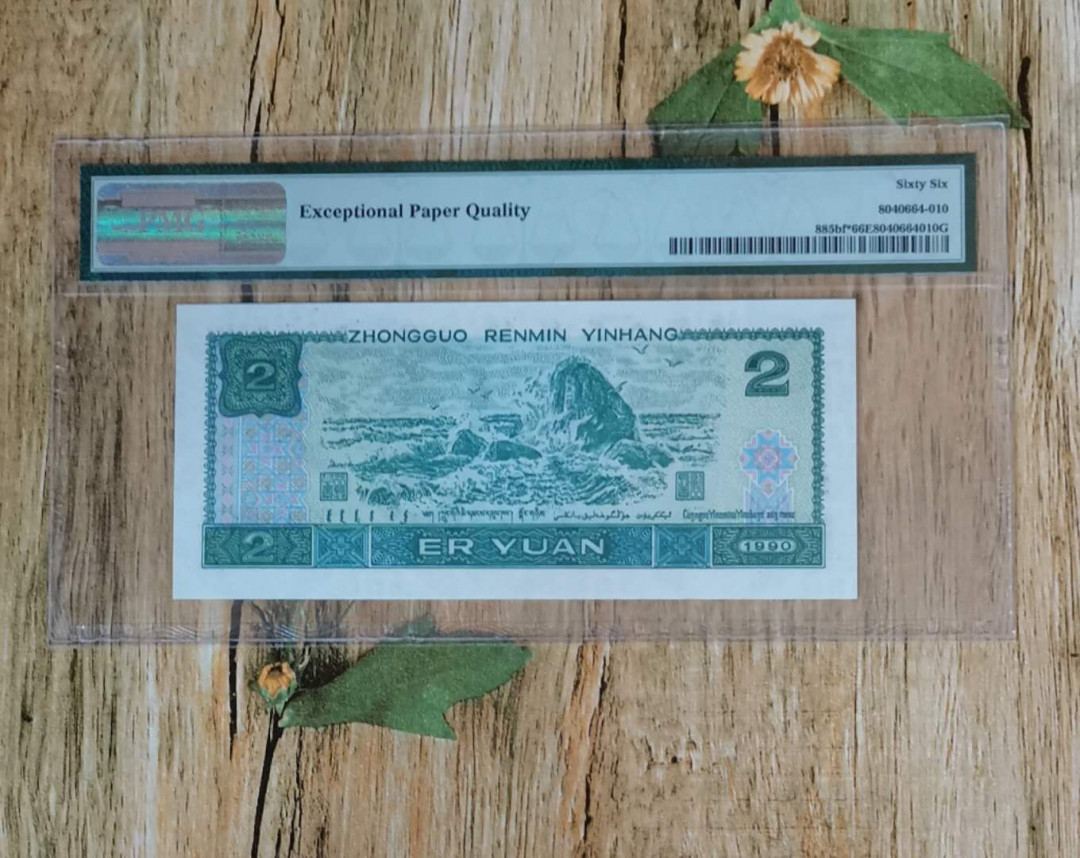 Sixty Six
Exceptional Paper Quality
8040664-010
885bf*66E8040664010G
ZHONGGUO RENMIN YINHANG
2
2
2
ER YUAN
1990